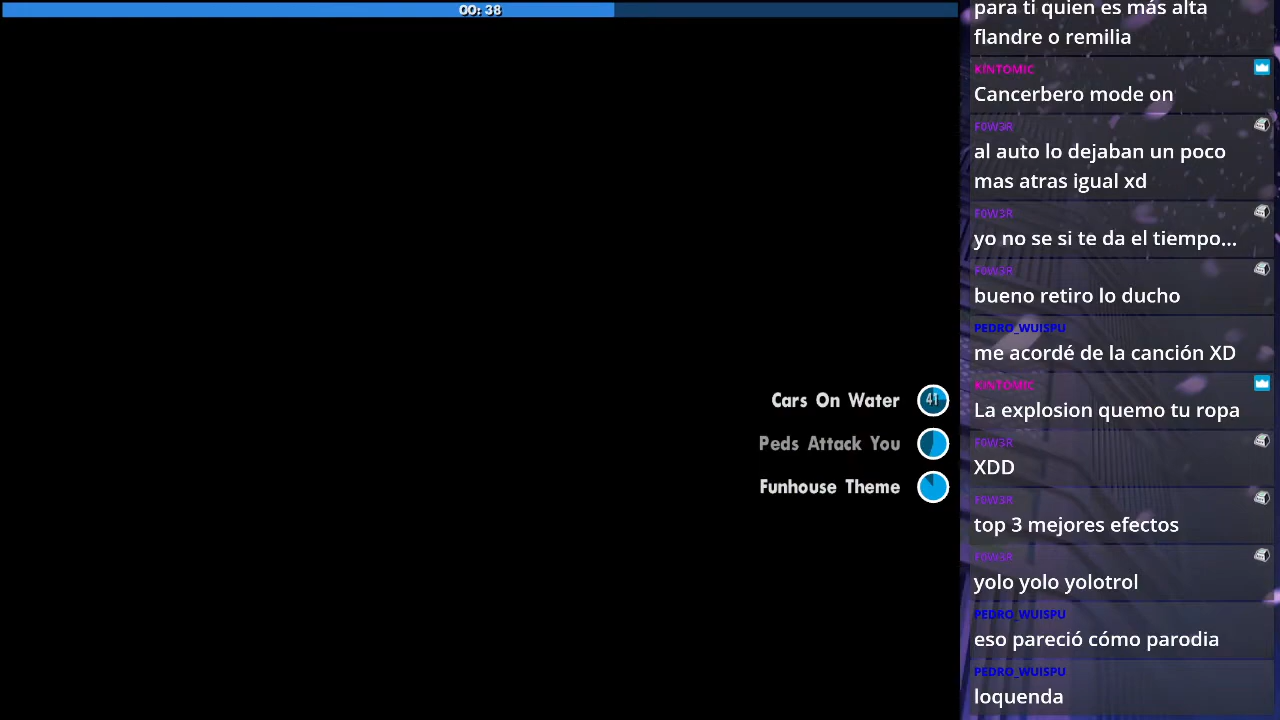 00: 38
Cars On Water
41
Peds Attack You
Funhouse Theme
para ti quien es más alta
flandre o remilia
KINTOMIC
Cancerbero mode on
F0W3R
al auto lo dejaban un poco
mas atras igual xd
F0W3R
yo no se si te da el tiempo...
F0W3R
bueno retiro lo ducho
PEDRO_WUISPU
me acordé de la canción XD
KINTOMIC
La explosion quemo tu ropa
F0W3R
XDD
F0W3R
top 3 mejores efectos
F0W3R
yolo yolo yolotrol
PEDRO_WUISPU
eso pareció cómo parodia
PEDRO_WUISPU
loquenda